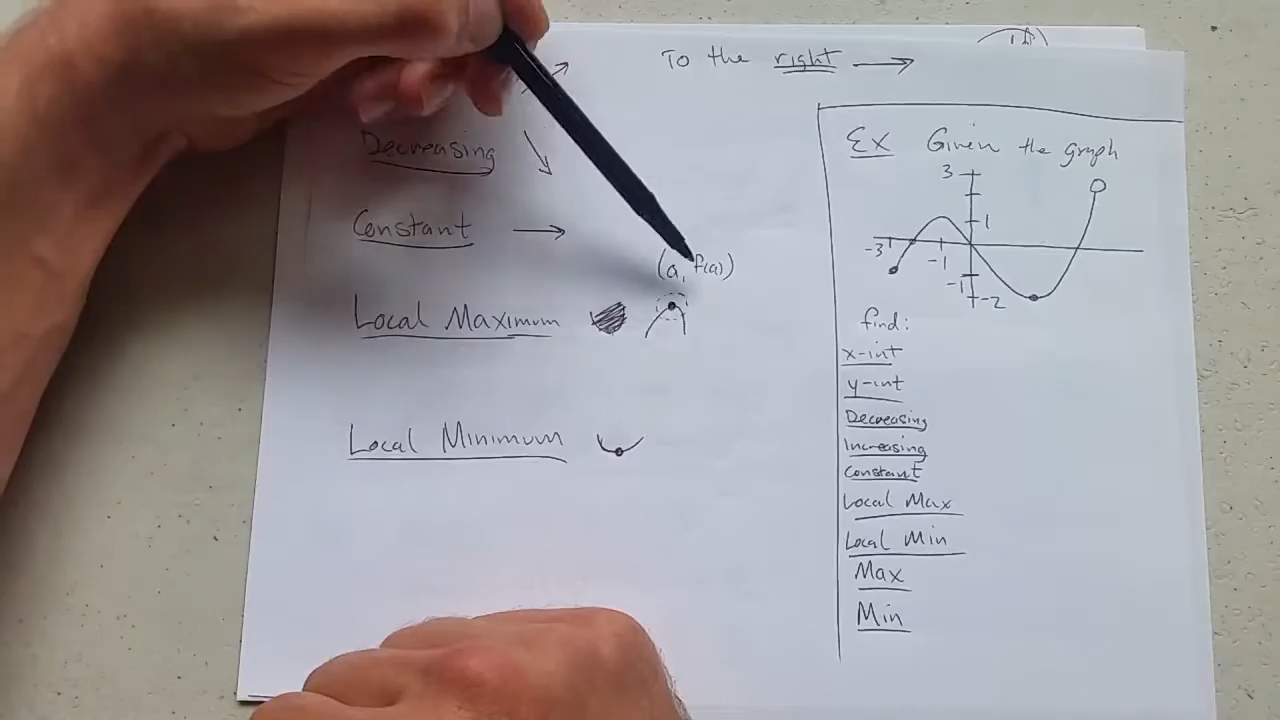 To the right
Decreasing
Constant
(a, f(a))
Local Maximum
Local Minimum
Ex Given the graph
3
1
-3
-1
-1
-2
find:
x-int
y-int
Decreasing
Increasing
Constant
Local Max
Local Min
Max
Min